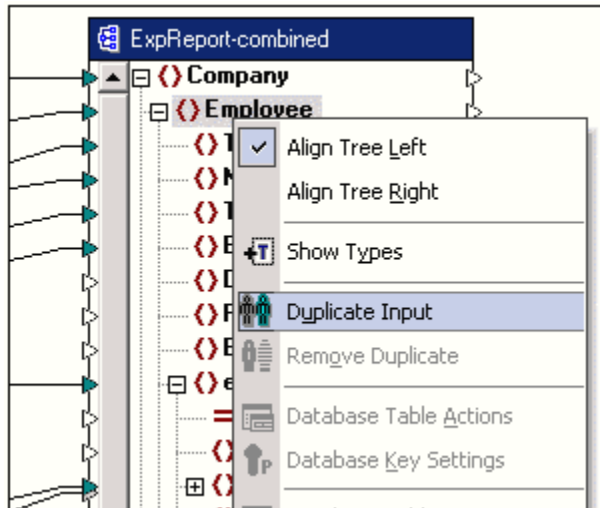 ExpReport-combined
Company
Employee
Align Tree Left
Align Tree Right
Show Types
Duplicate Input
Remove Duplicate
Database Table Actions
Database Key Settings